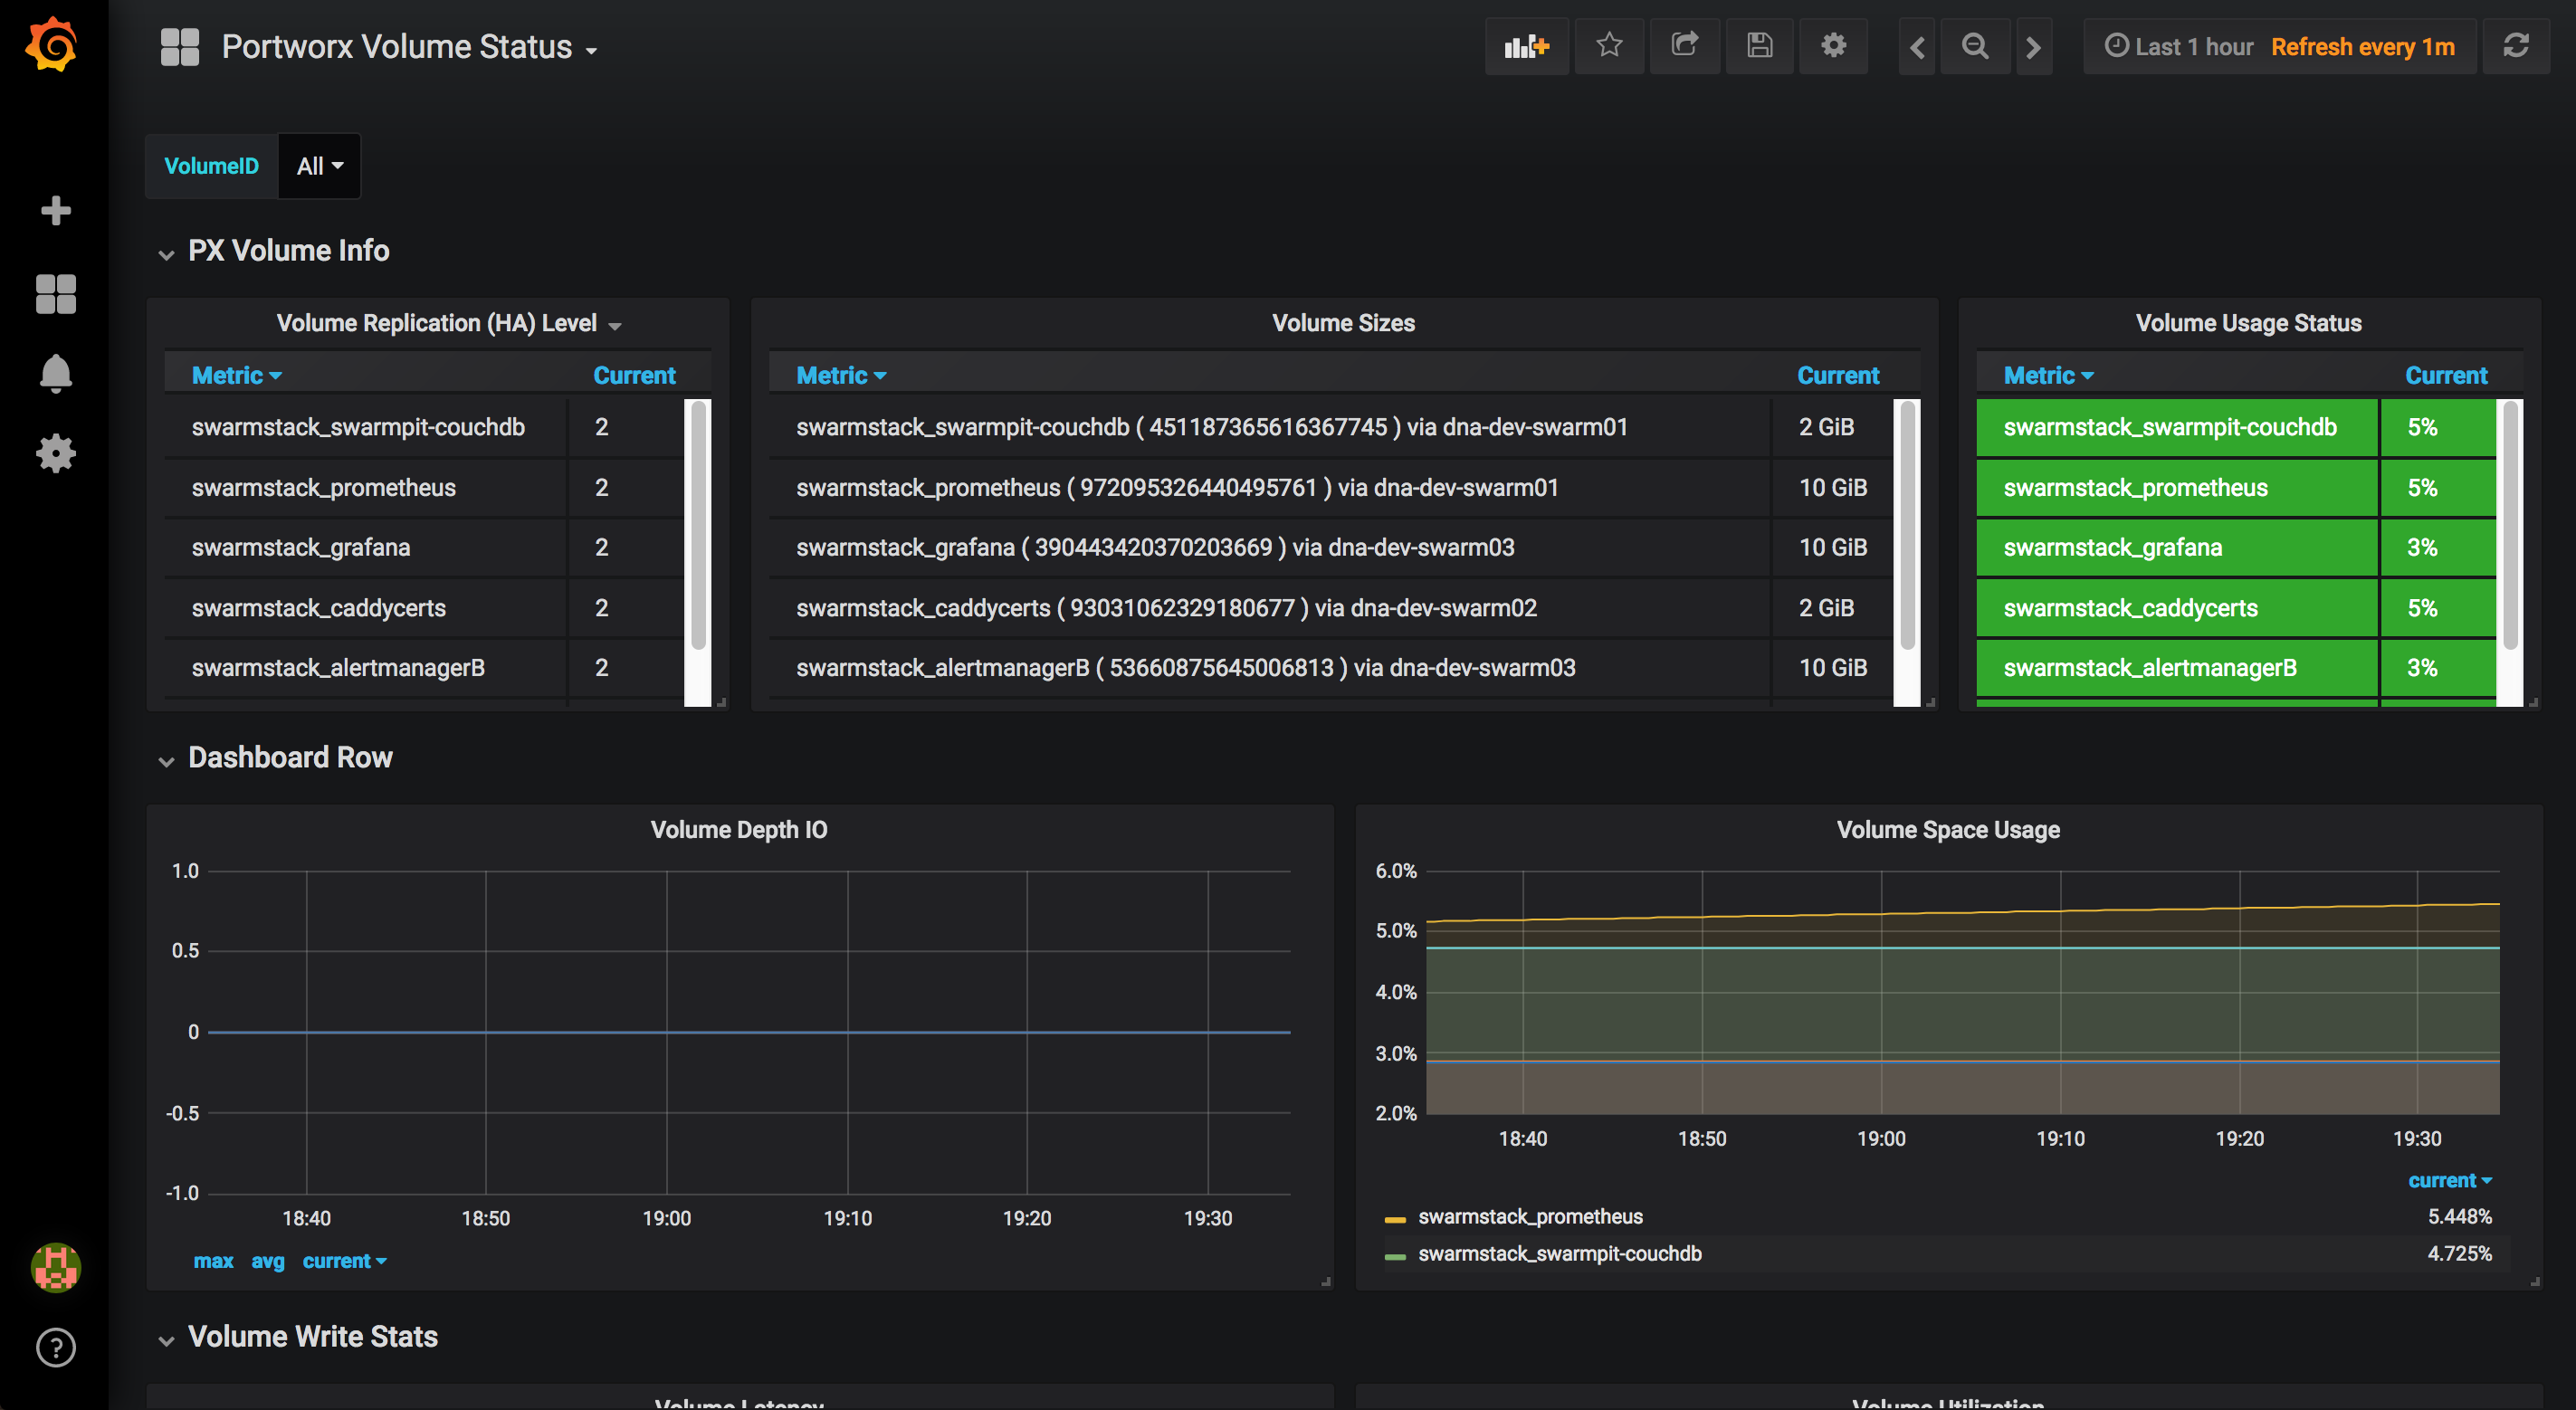 Portworx Volume Status
Last 1 hour Refresh every 1m
VolumeID All
PX Volume Info
Volume Replication (HA) Level
Metric Current
swarmstack_swarmpit-couchdb 2
swarmstack_prometheus 2
swarmstack_grafana 2
swarmstack_caddycerts 2
swarmstack_alertmanagerB 2
Volume Sizes
Metric Current
swarmstack_swarmpit-couchdb ( 451187365616367745 ) via dna-dev-swarm01 2 GiB
swarmstack_prometheus ( 972095326440495761 ) via dna-dev-swarm01 10 GiB
swarmstack_grafana ( 390443420370203669 ) via dna-dev-swarm03 10 GiB
swarmstack_caddycerts ( 93031062329180677 ) via dna-dev-swarm02 2 GiB
swarmstack_alertmanagerB ( 53660875645006813 ) via dna-dev-swarm03 10 GiB
Volume Usage Status
Metric Current
swarmstack_swarmpit-couchdb 5%
swarmstack_prometheus 5%
swarmstack_grafana 3%
swarmstack_caddycerts 5%
swarmstack_alertmanagerB 3%
Dashboard Row
Volume Depth IO
1.0
0.5
0
-0.5
-1.0
18:40 18:50 19:00 19:10 19:20 19:30
max avg current
Volume Space Usage
6.0%
5.0%
4.0%
3.0%
2.0%
18:40 18:50 19:00 19:10 19:20 19:30
current
swarmstack_prometheus 5.448%
swarmstack_swarmpit-couchdb 4.725%
Volume Write Stats
Volume Latency
Volume Utilization